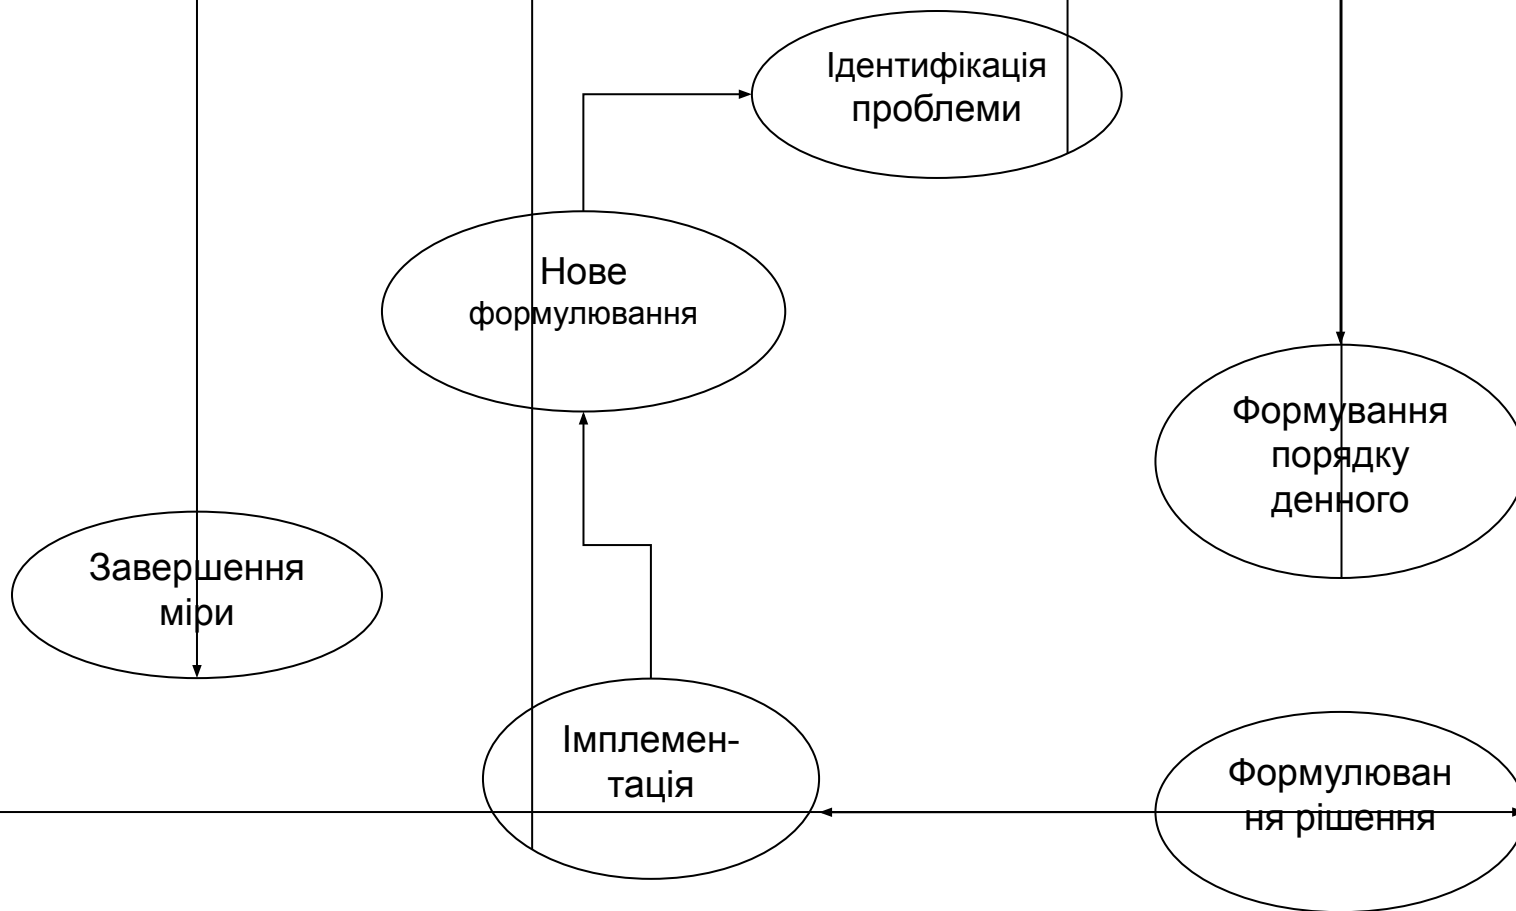 Ідентифікація
проблеми
Нове
формулювання
Формування
порядку
денного
Завершення
міри
Імплемен-
тація
Формулюван
ня рішення